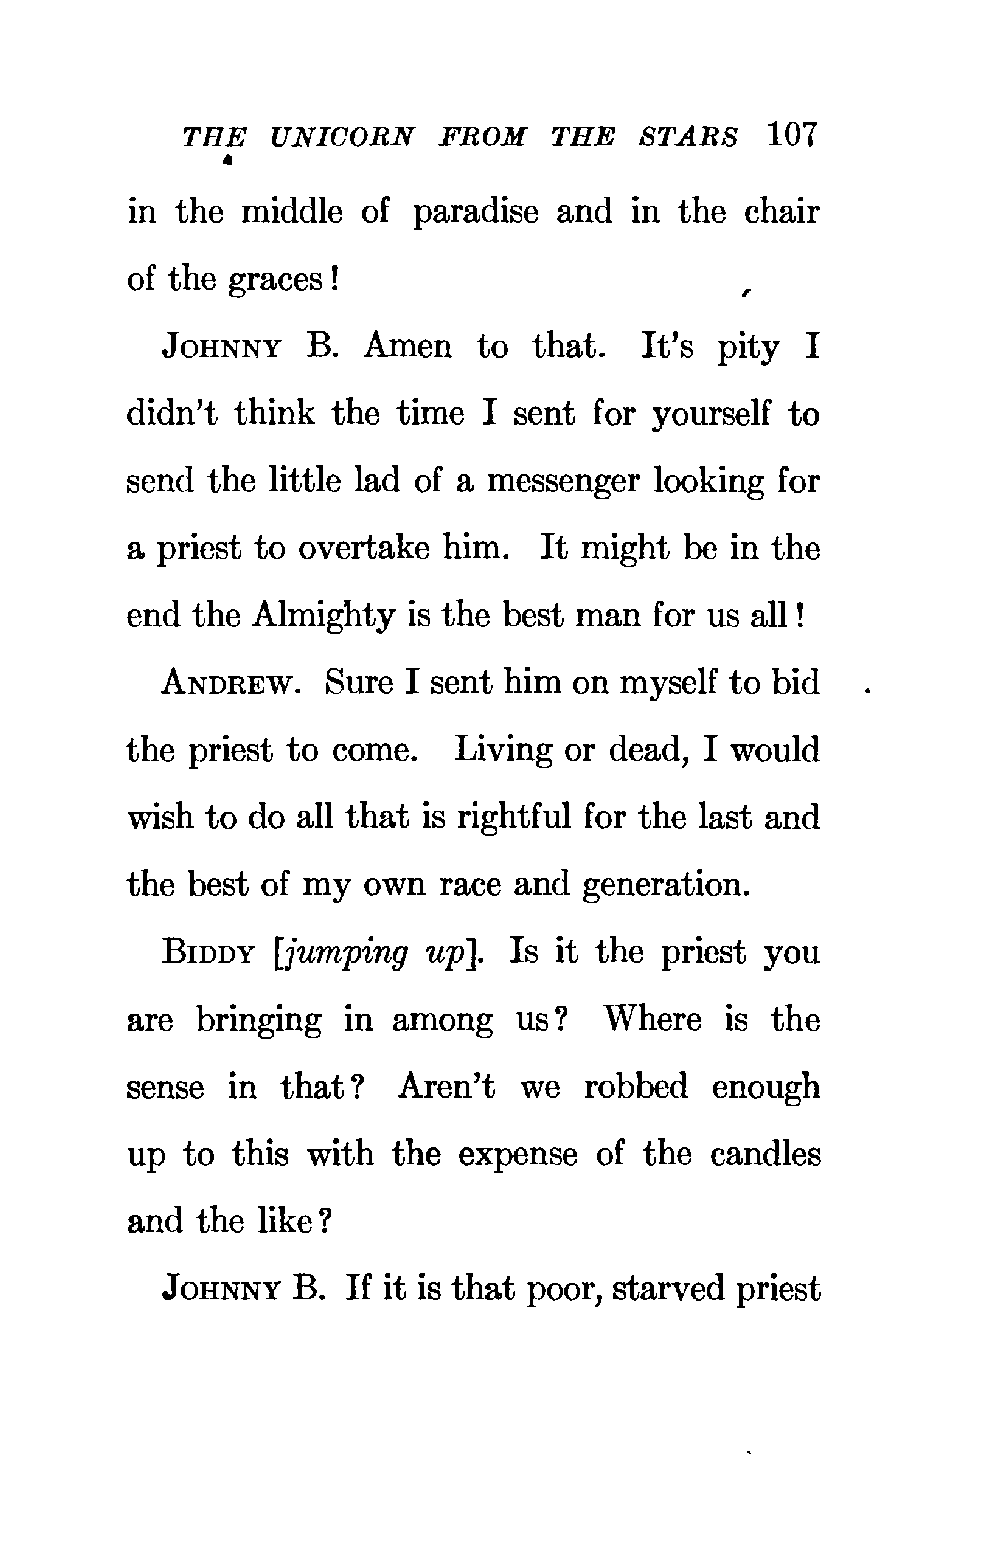 THE UNICORN FROM THE STARS 107
in the middle of paradise and in the chair
of the graces!
JOHNNY B. Amen to that. It's pity I
didn't think the time I sent for yourself to
send the little lad of a messenger looking for
a priest to overtake him. It might be in the
end the Almighty is the best man for us all!
ANDREW. Sure I sent him on myself to bid
the priest to come. Living or dead, I would
wish to do all that is rightful for the last and
the best of my own race and generation.
BIDDY [jumping up]. Is it the priest you
are bringing in among us? Where is the
sense in that? Aren't we robbed enough
up to this with the expense of the candles
and the like?
JOHNNY B. If it is that poor, starved priest